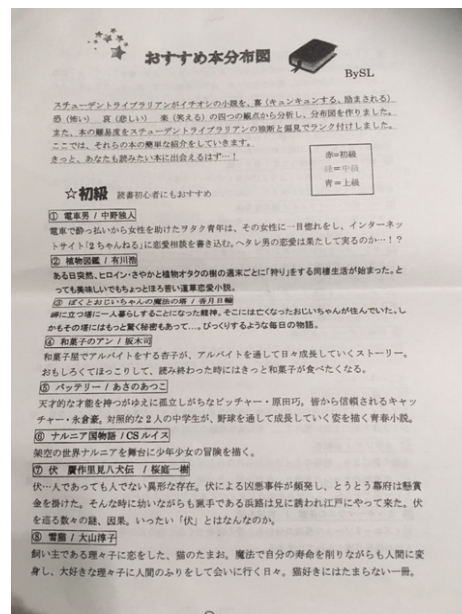 おすすめ本分布図
BySL
スチューデントライブラリアンがイチオシの小説を、喜（キュンキュンする、励まされる）
恐（怖い）　哀（悲しい）　楽（笑える）の四つの観点から分析し、分布図を作りました。
また、本の難易度をスチューデントライブラリアンの独断と偏見でランク付けしました。
ここでは、それらの本の簡単な紹介をしていきます。
きっと、あなたも読みたい本に出会えるはず…！
赤=初級
緑=中級
青=上級
☆初級　読書初心者にもおすすめ
① 電車男 / 中野独人
電車で酔っ払いから女性を助けたヲタク青年は、その女性に一目惚れをし、インターネッ
トサイト「2ちゃんねる」に恋愛相談を書き込む。ヘタレ男の恋愛は果たして実るのか…！？
② 植物図鑑 / 有川浩
ある日突然、ヒロイン・さやかと植物オタクの樹の週末ごとに「狩り」をする同棲生活が始まった。と
っても美味しいでもちょっとほろ苦い道草恋愛小説。
③ ぼくとおじいちゃんの魔法の塔 / 香月日輪
岬に立つ塔に一人暮らしすることになった精神。そこには亡くなったおじいちゃんが住んでいた。し
かもその塔にはもっと驚く秘密もあって…。びっくりするような毎日の物語。
④ 和菓子のアン / 坂木司
和菓子屋でアルバイトをする杏子が、アルバイトを通して日々成長していくストーリー。
おもしろくてほっこりして、読み終わった時にはきっと和菓子が食べたくなる。
⑤ バッテリー / あさのあつこ
天才的な才能を持つがゆえに孤立しがちなピッチャー・原田巧。皆から信頼されるキャッ
チャー・永倉豪。対照的な2人の中学生が、野球を通して成長していく姿を描く青春小説。
⑥ ナルニア国物語 / CSルイス
架空の世界ナルニアを舞台に少年少女の冒険を描く。
⑦ 伏　贋作里見八犬伝　/ 桜庭一樹
伏…人であっても人でない異形な存在。伏による凶悪事件が頻発し、とうとう幕府は懸賞
金を掛けた。そんな時に幼いながらも猟手である浜路は兄に誘われ江戸にやって来た。伏
を巡る数々の謎、因果。いったい「伏」とはなんなのか。
⑧ 雪猫 / 大山淳子
飼い主である理々子に恋をした、猫のたまお。魔法で自分の寿命を削りながらも人間に変
身し、大好きな理々子に人間のふりをして会いに行く日々。猫好きにはたまらない一冊。